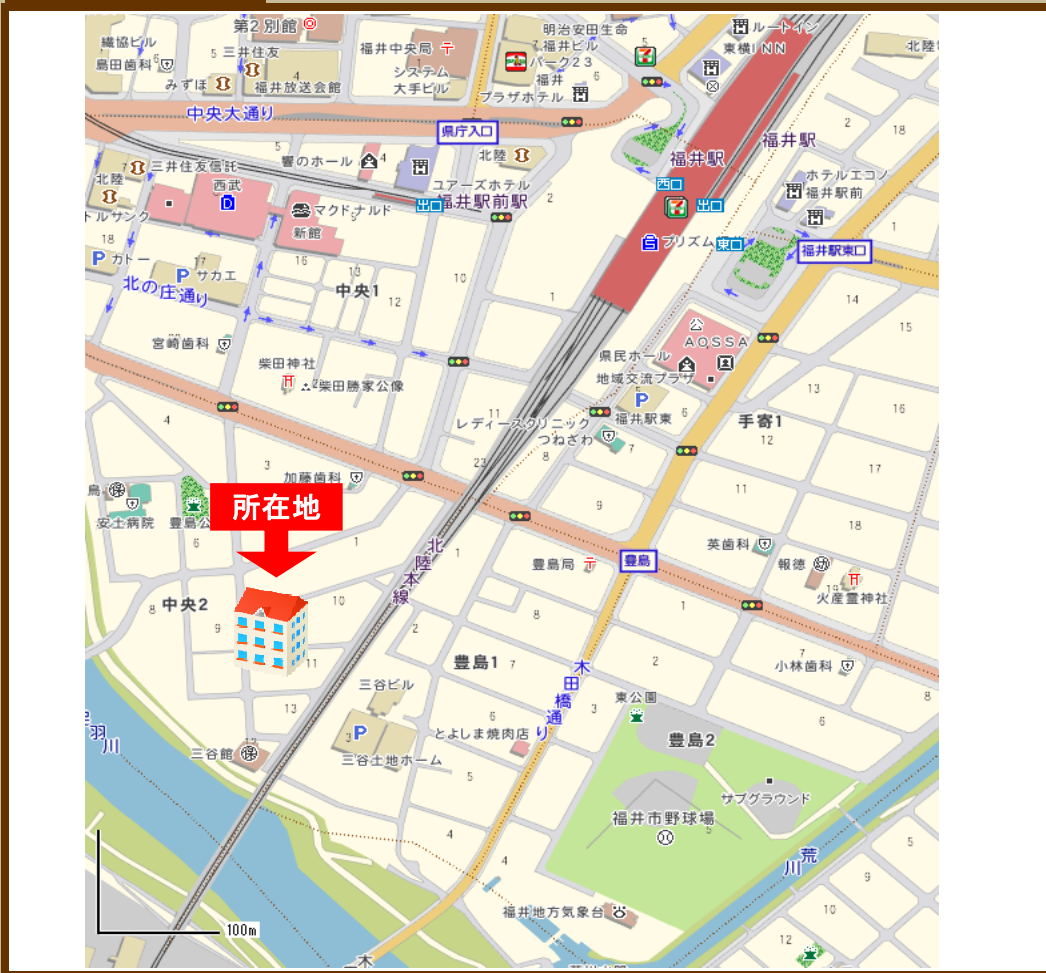 第2 別館
繊協ビル
島田歯科
三井住友
みずほ
福井放送会館
福井中央局
システム
大手ビル
明治安田生命
福井ビル
パーク23
福井
プラザホテル
ルートイン
東横INN
中央大通り
県庁入口
三井住友信託
北陸
西武
響のホール
北陸
ユアーズホテル
福井駅前駅
出口
マクドナルド
新館
トルサンク
カトー
サカエ
北の庄通り
中央1
福井駅
福井駅
西口
出口
プリズム
東口
ホテルエコノ
福井駅前
福井駅東口
宮崎歯科
柴田神社
柴田勝家公像
AOSSA
県民ホール
地域交流プラザ
福井駅東
レディースクリニック
つねざわ
手寄1
加藤歯科
安土病院
所在地
北陸本線
豊島局
豊島
英歯科
報徳
火産霊神社
小林歯科
中央2
豊島1
木田橋通り
三谷ビル
三谷館
三谷土地ホーム
とよしま焼肉店
東公園
豊島2
サブグラウンド
福井市野球場
羽川
荒川
福井地方気象台
木
100m